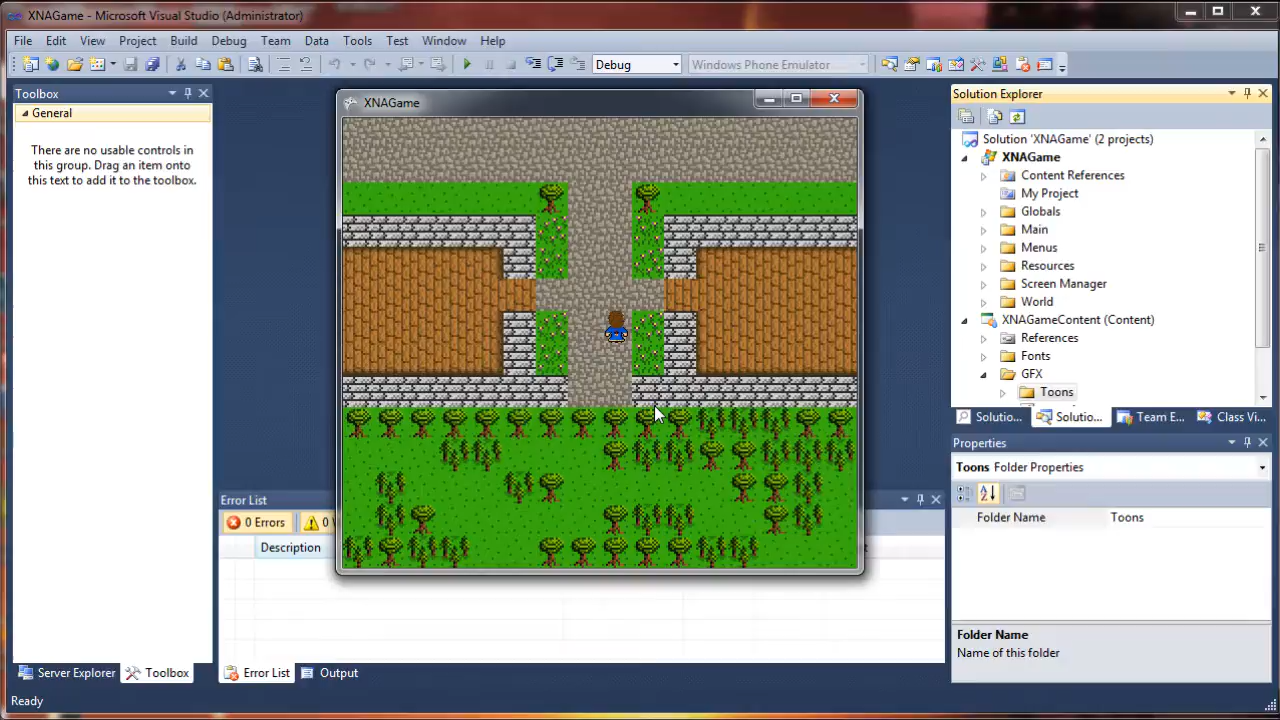 XNAGame - Microsoft Visual Studio (Administrator)
File Edit View Project Build Debug Team Data Tools Test Window Help
Debug Windows Phone Emulator
Toolbox
General
There are no usable controls in
this group. Drag an item onto
this text to add it to the toolbox.
Server Explorer Toolbox
XNAGame
Error List
0 Errors 0 W
Description
Error List Output
Solution Explorer
Solution 'XNAGame' (2 projects)
XNAGame
Content References
My Project
Globals
Main
Menus
Resources
Screen Manager
World
XNAGameContent (Content)
References
Fonts
GFX
Toons
Solutio... Solutio... Team E... Class Vi...
Properties
Toons Folder Properties
Folder Name Toons
Folder Name
Name of this folder
Ready